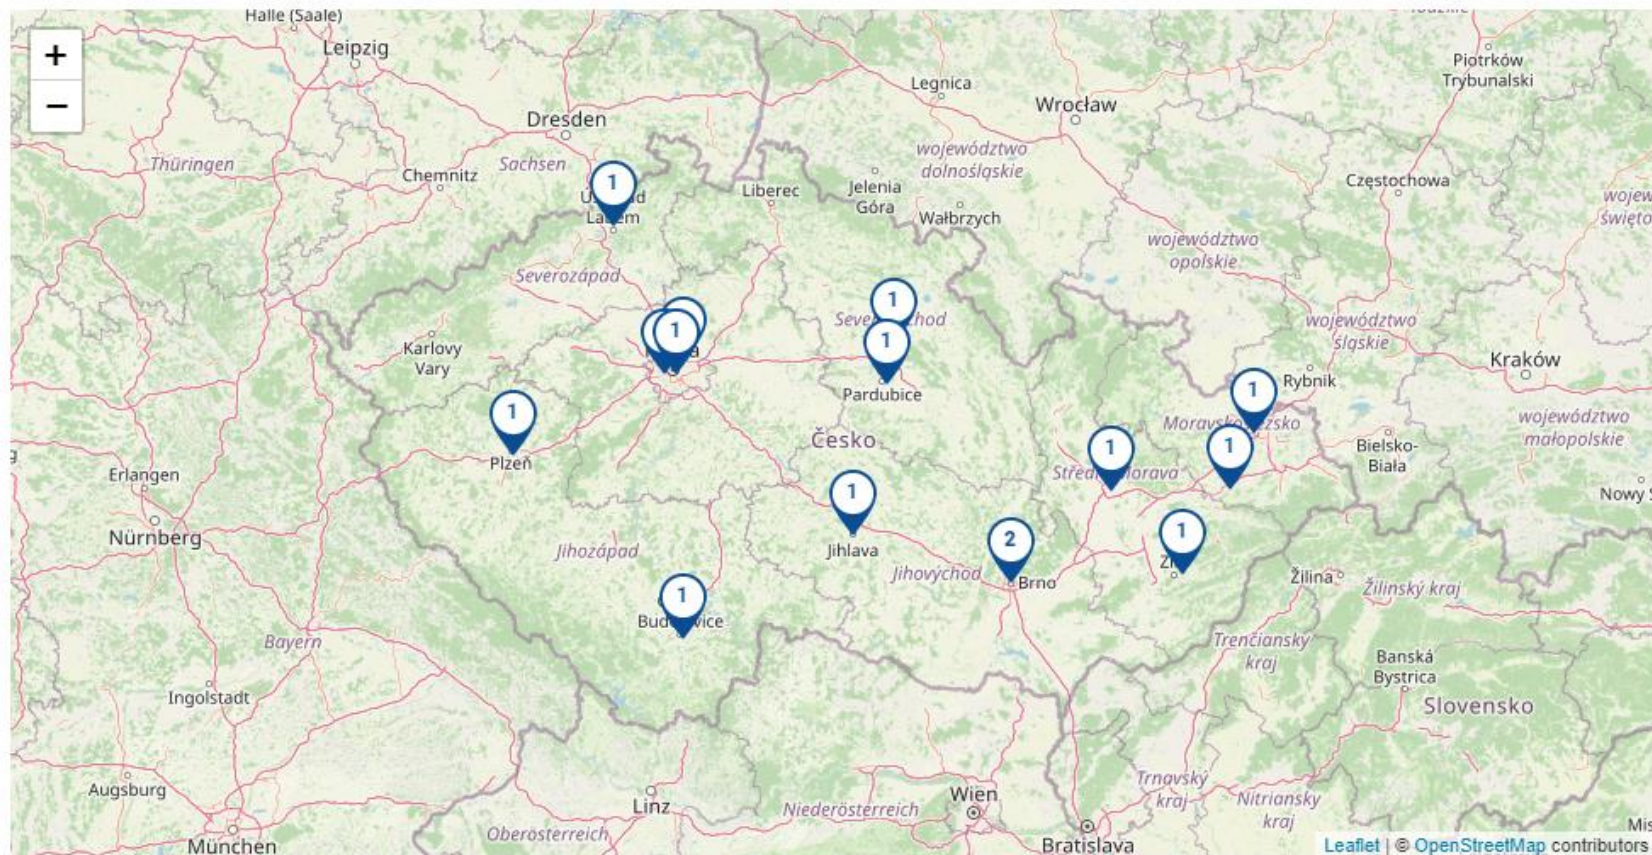 Halle (Saale)
+
Leipzig
−
Piotrków
Trybunalski
Legnica
Wrocław
Dresden
Thüringen
Sachsen
Chemnitz
województwo
dolnośląskie
1
Liberec
Jelenia
Góra
Częstochowa
Wałbrzych
województwo
opolskie
Severozápad
1
1
1
województwo
śląskie
Karlovy
Vary
Kraków
Rybnik
1
Pardubice
1
województwo
małopolskie
Česko
1
1
Bielsko-
Biała
Plzeň
Erlangen
1
Nowy
Nürnberg
1
2
Jihlava
Jihozápad
Jihovýchod
Brno
Žilina
Žilinský kraj
1
Bayern
Trenčiansky
kraj
Banská
Bystrica
Ingolstadt
Slovensko
Augsburg
Linz
Wien
Niederösterreich
Trnavský
kraj
Nitriansky
kraj
Oberösterreich
München
Bratislava
Leaflet | © OpenStreetMap contributors